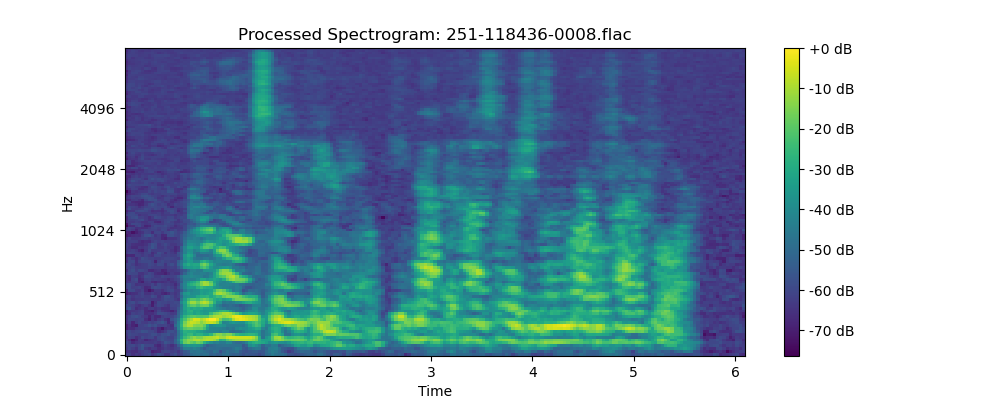 Processed Spectrogram: 251-118436-0008.flac
Hz
4096
2048
1024
512
0
0 1 2 3 4 5 6
Time
+0 dB
-10 dB
-20 dB
-30 dB
-40 dB
-50 dB
-60 dB
-70 dB